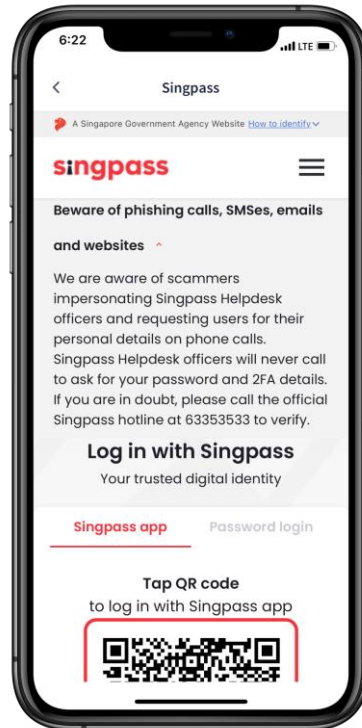 6:22
LTE
Singpass
A Singapore Government Agency Website How to identify
singpass
Beware of phishing calls, SMSes, emails
and websites
We are aware of scammers
impersonating Singpass Helpdesk
officers and requesting users for their
personal details on phone calls.
Singpass Helpdesk officers will never call
to ask for your password and 2FA details.
If you are in doubt, please call the official
Singpass hotline at 63353533 to verify.
Log in with Singpass
Your trusted digital identity
Singpass app
Password login
Tap QR code
to log in with Singpass app